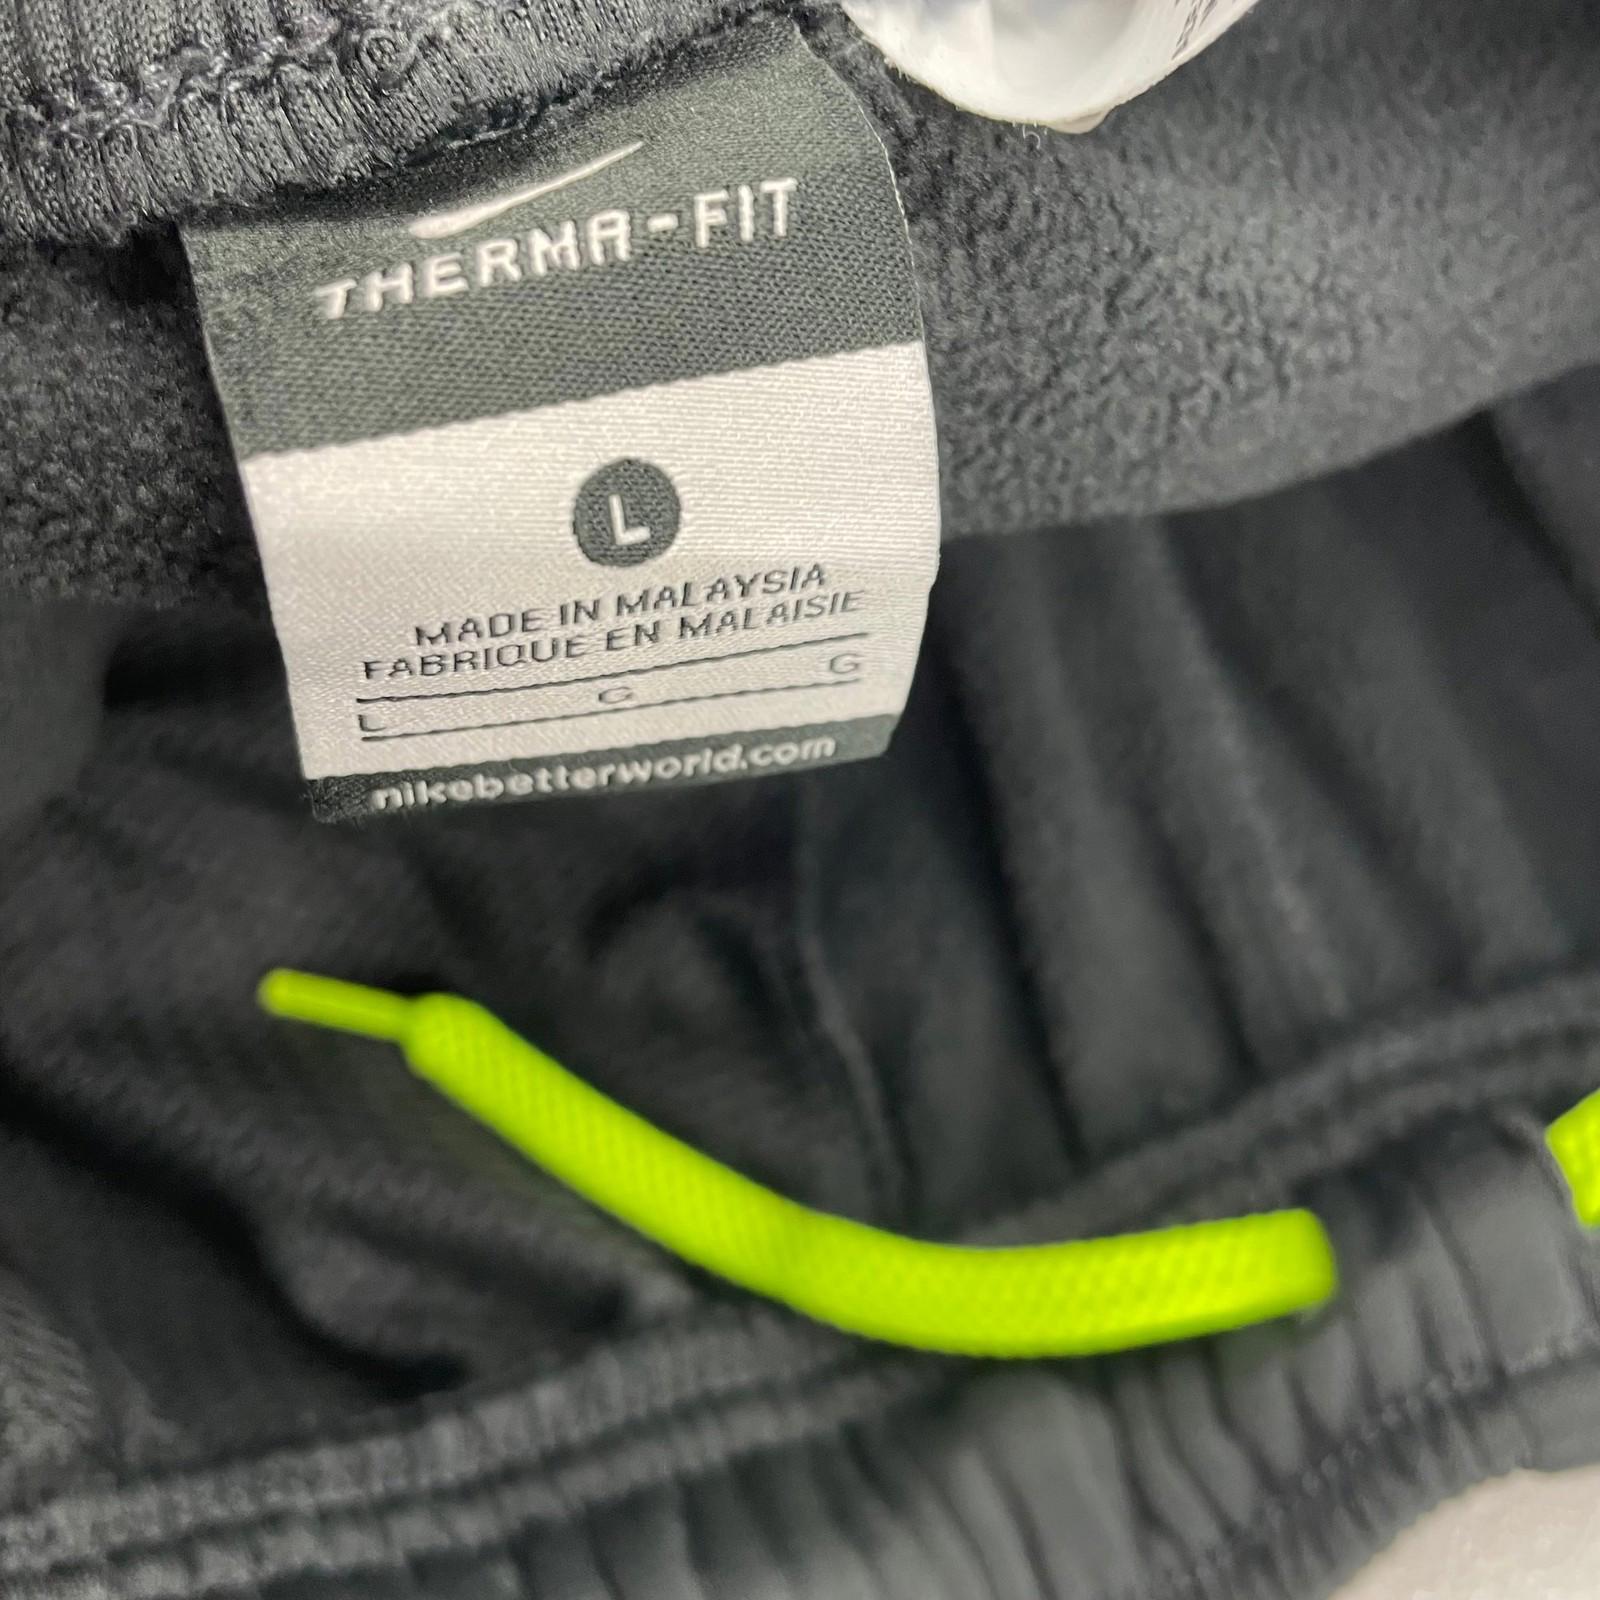 THERMA-FIT
L
MADE IN MALAYSIA
FABRIQUE EN MALAISIE
L G G
nikebetterworld.com